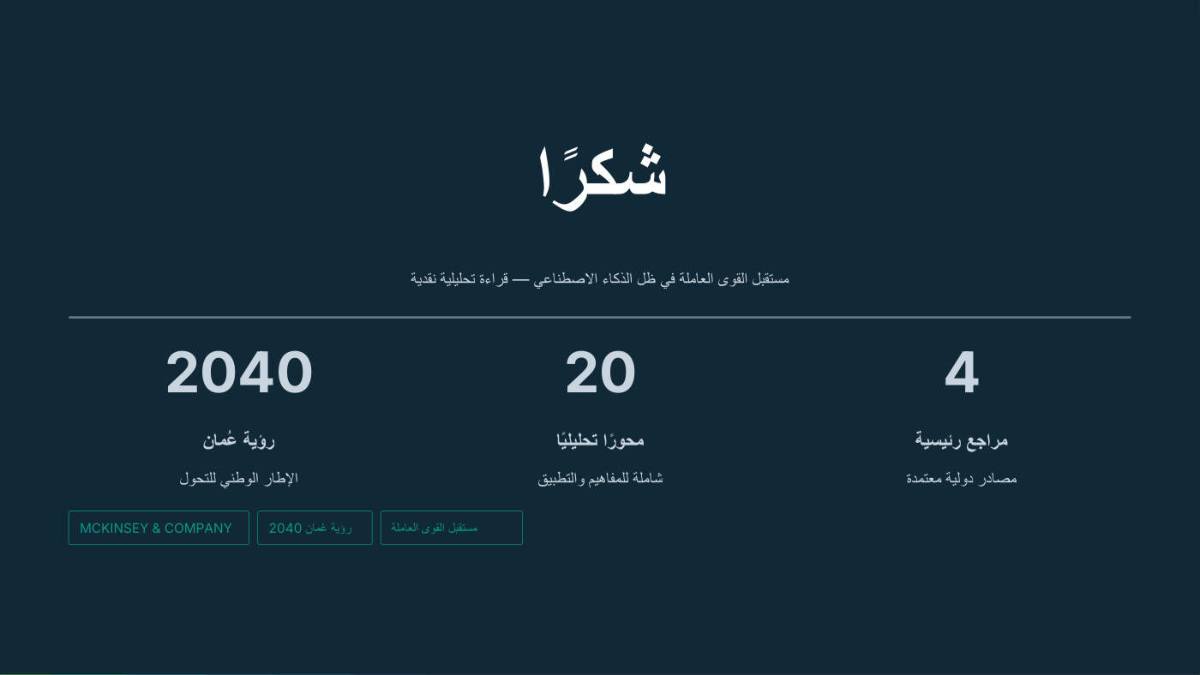 شكرًا
مستقبل القوى العاملة في ظل الذكاء الاصطناعي — قراءة تحليلية نقدية
4
مراجع رئيسية
مصادر دولية معتمدة
20
محورًا تحليليًا
شاملة للمفاهيم والتطبيق
2040
رؤية عُمان
الإطار الوطني للتحول
مستقبل القوى العاملة
رؤية عُمان 2040
MCKINSEY & COMPANY